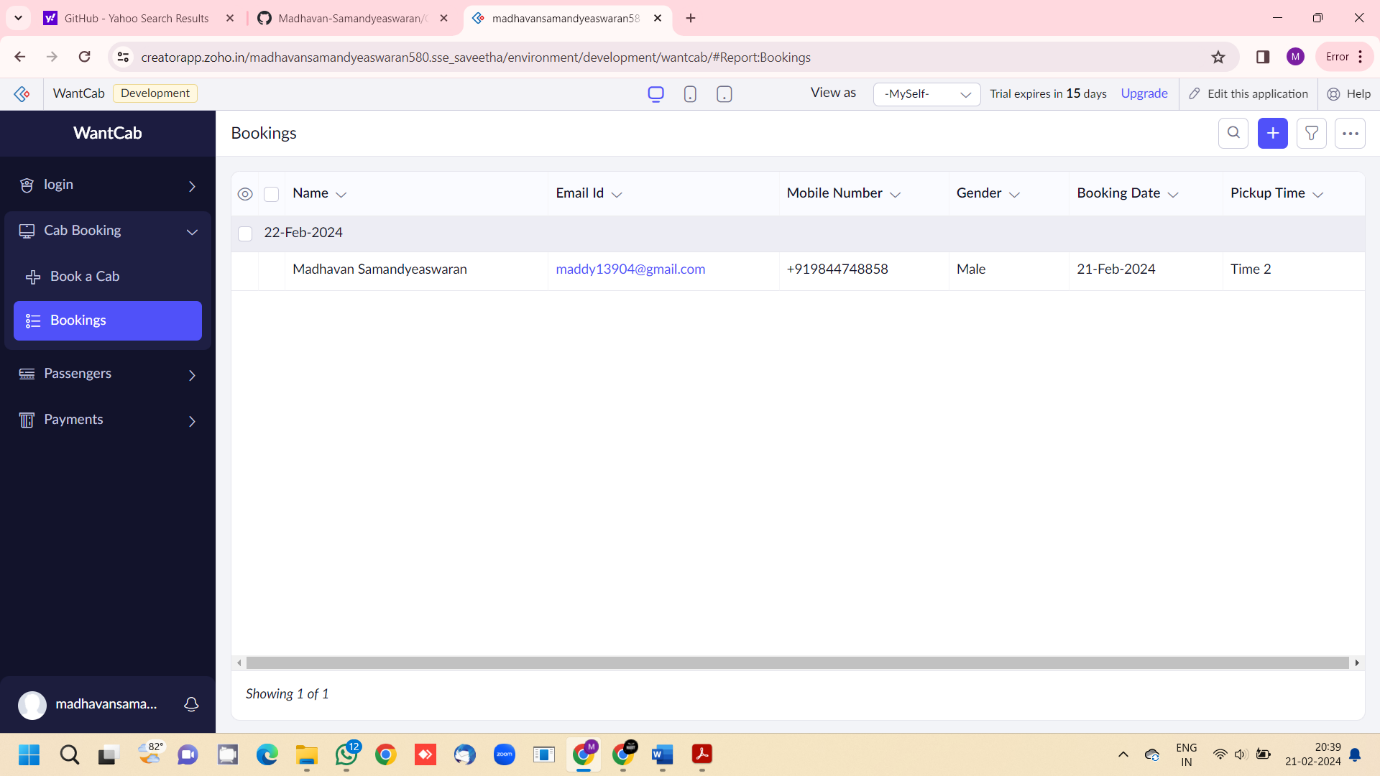 GitHub - Yahoo Search Results
Madhavan-Samandyeaswaran/
madhavansamandyeaswaran58
creatorapp.zoho.in/madhavansamandyeaswaran580.sse_saveetha/environment/development/wantcab/#Report:Bookings
M
Error
WantCab Development
View as -MySelf- Trial expires in 15 days Upgrade Edit this application Help
WantCab
Bookings
login
Cab Booking
Book a Cab
Bookings
Passengers
Payments
Name Email Id Mobile Number Gender Booking Date Pickup Time
22-Feb-2024
Madhavan Samandyeaswaran maddy13904@gmail.com +919844748858 Male 21-Feb-2024 Time 2
Showing 1 of 1
madhavansama...
82°
12
zoom
M
W
ENG
IN
20:39
21-02-2024